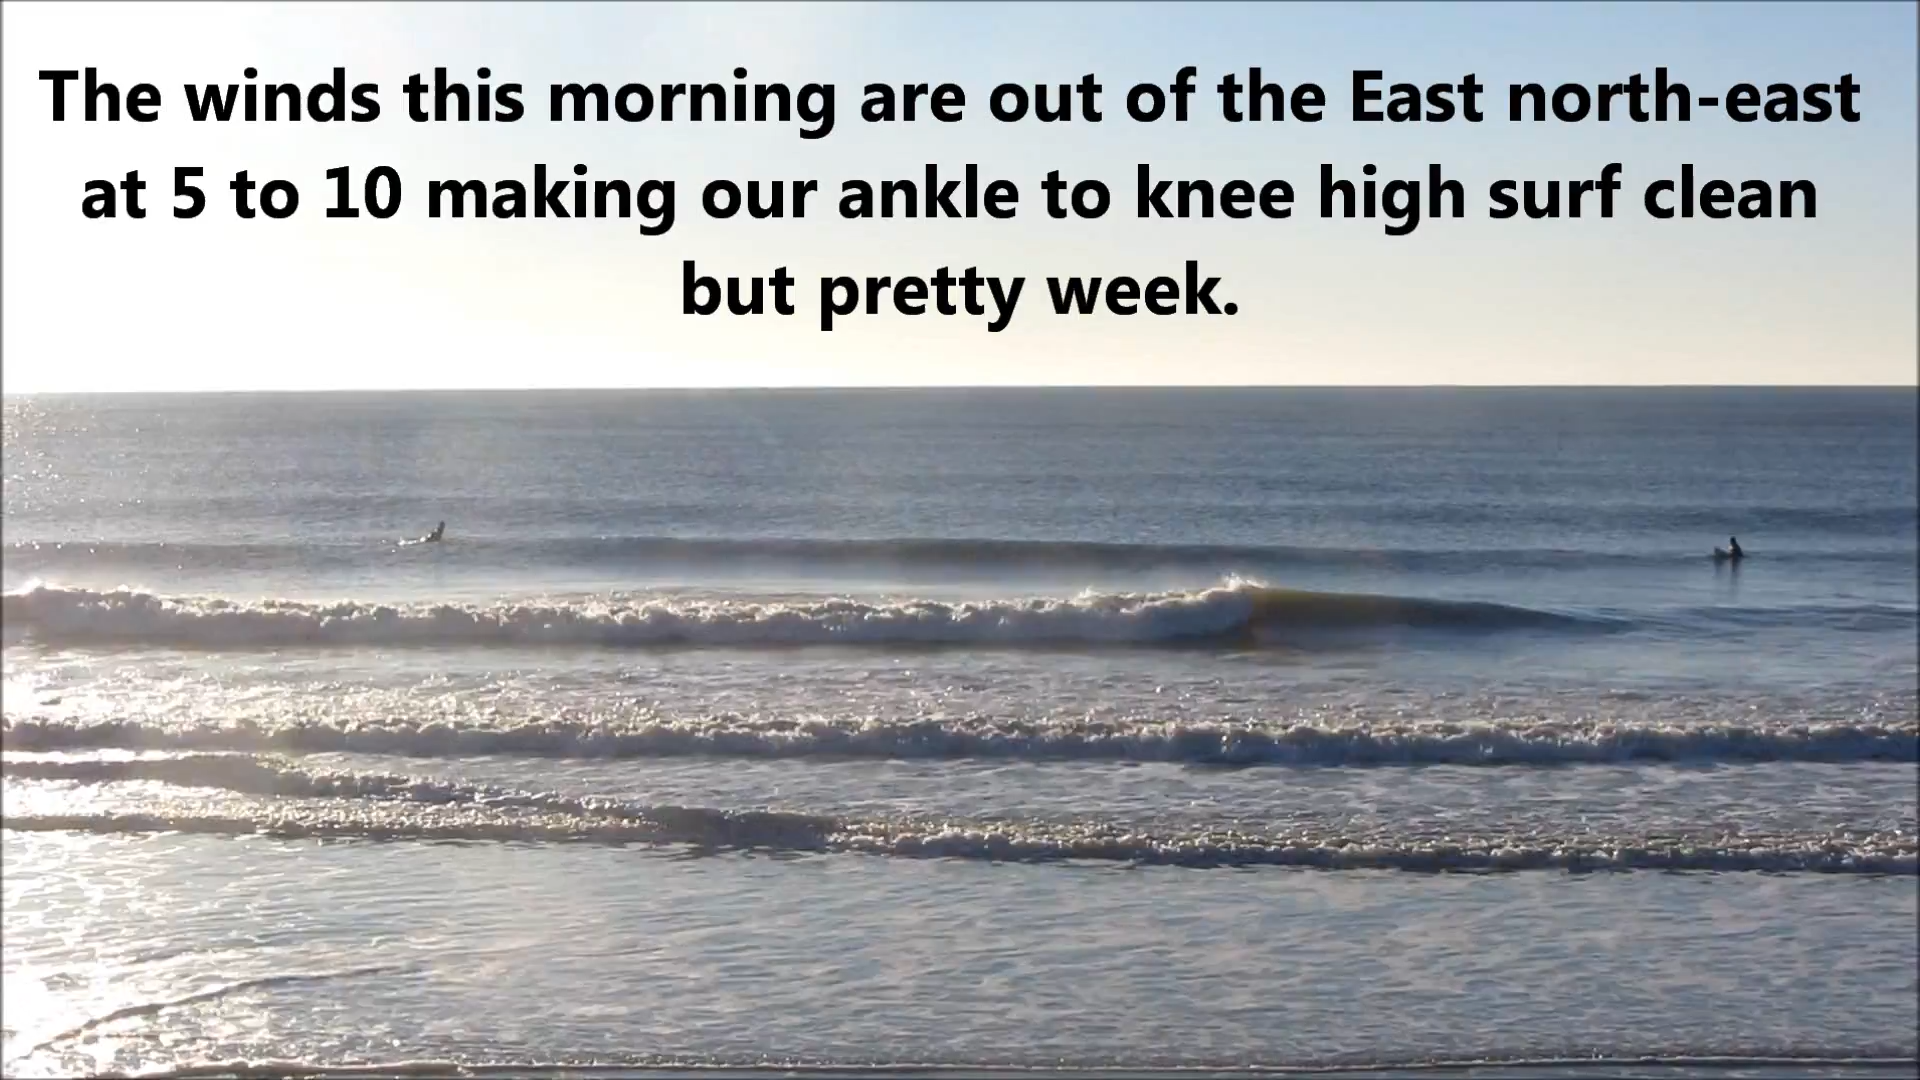 The winds this morning are out of the East north-east
at 5 to 10 making our ankle to knee high surf clean
but pretty week.